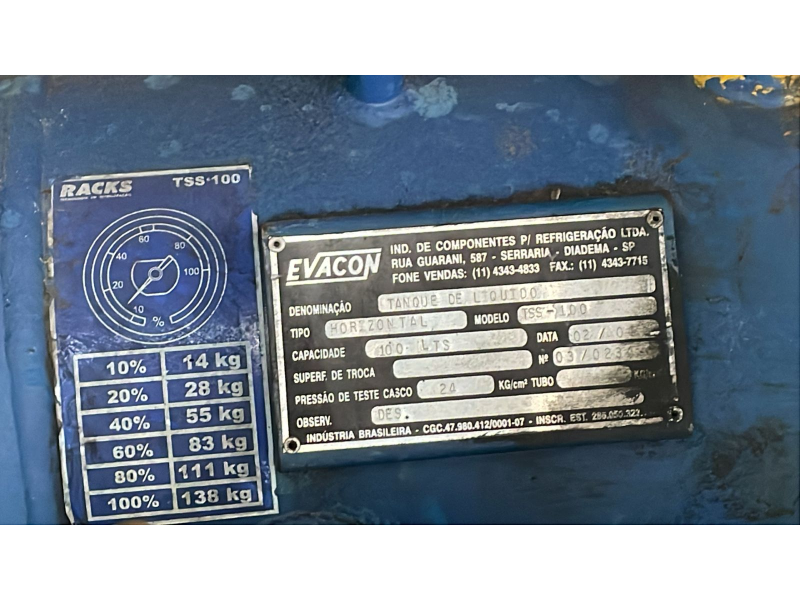 RACKS TSS-100
60
80
40
100
20
10
%
10% 14 kg
20% 28 kg
40% 55 kg
60% 83 kg
80% 111 kg
100% 138 kg
EVACON
IND. DE COMPONENTES P/ REFRIGERAÇÃO LTDA.
RUA GUARANI, 587 - SERRARIA - DIADEMA - SP
FONE VENDAS: (11) 4343-4833 FAX.: (11) 4343-7715
DENOMINAÇÃO TANQUE DE LIQUIDO
TIPO HORIZONTAL MODELO TSS-100
CAPACIDADE 100 LTS DATA 02/
SUPERF. DE TROCA Nº 03/023
PRESSÃO DE TESTE CASCO 24 KG/cm² TUBO
OBSERV. DES.
INDÚSTRIA BRASILEIRA - CGC.47.980.412/0001-07 - INSCR. EST.